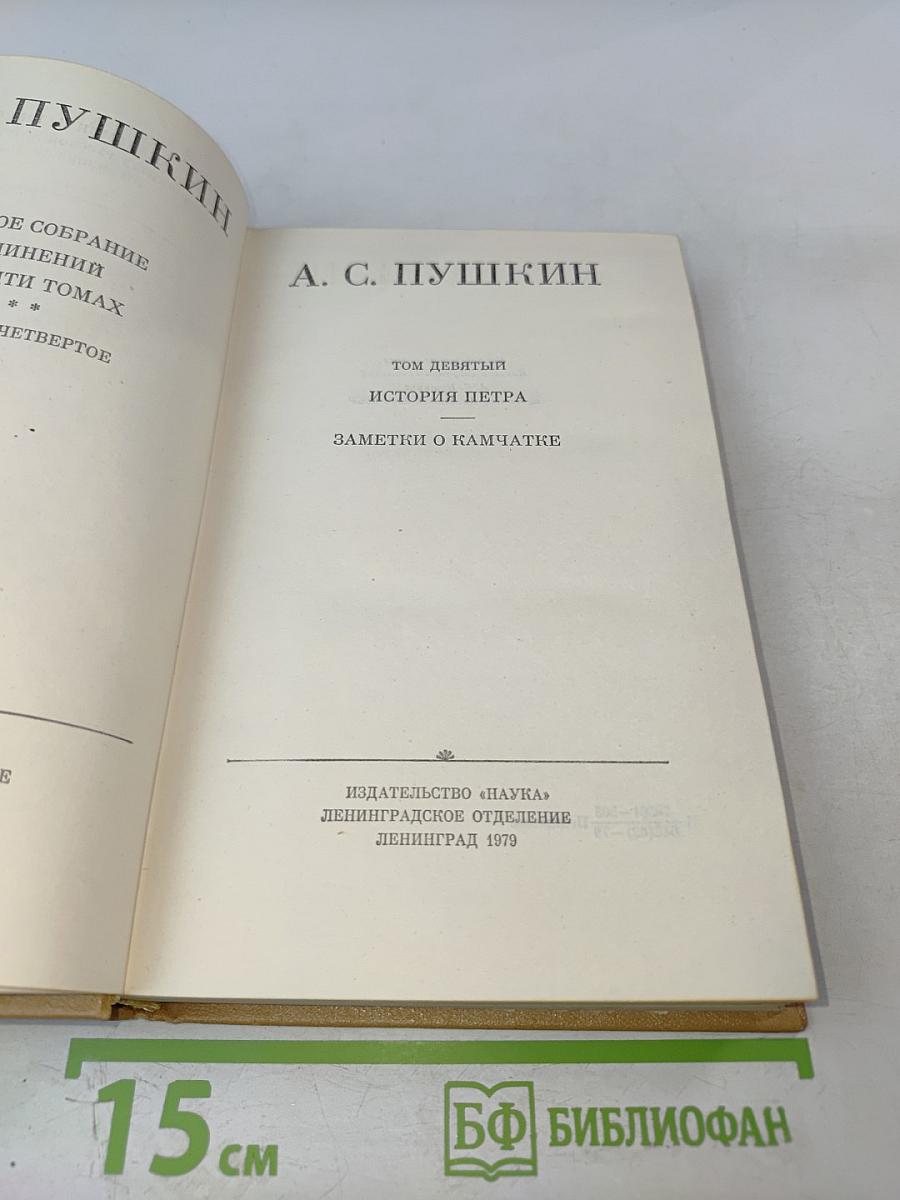 ПУШКИН
ОЕ СОБРАНИЕ
ИНЕНИЙ
ТИ ТОМАХ
* *
ЧЕТВЕРТОЕ
Е
А. С. ПУШКИН
ТОМ ДЕВЯТЫЙ
ИСТОРИЯ ПЕТРА
ЗАМЕТКИ О КАМЧАТКЕ
ИЗДАТЕЛЬСТВО «НАУКА»
ЛЕНИНГРАДСКОЕ ОТДЕЛЕНИЕ
ЛЕНИНГРАД 1979
15 см
БФ БИБЛИОФАН